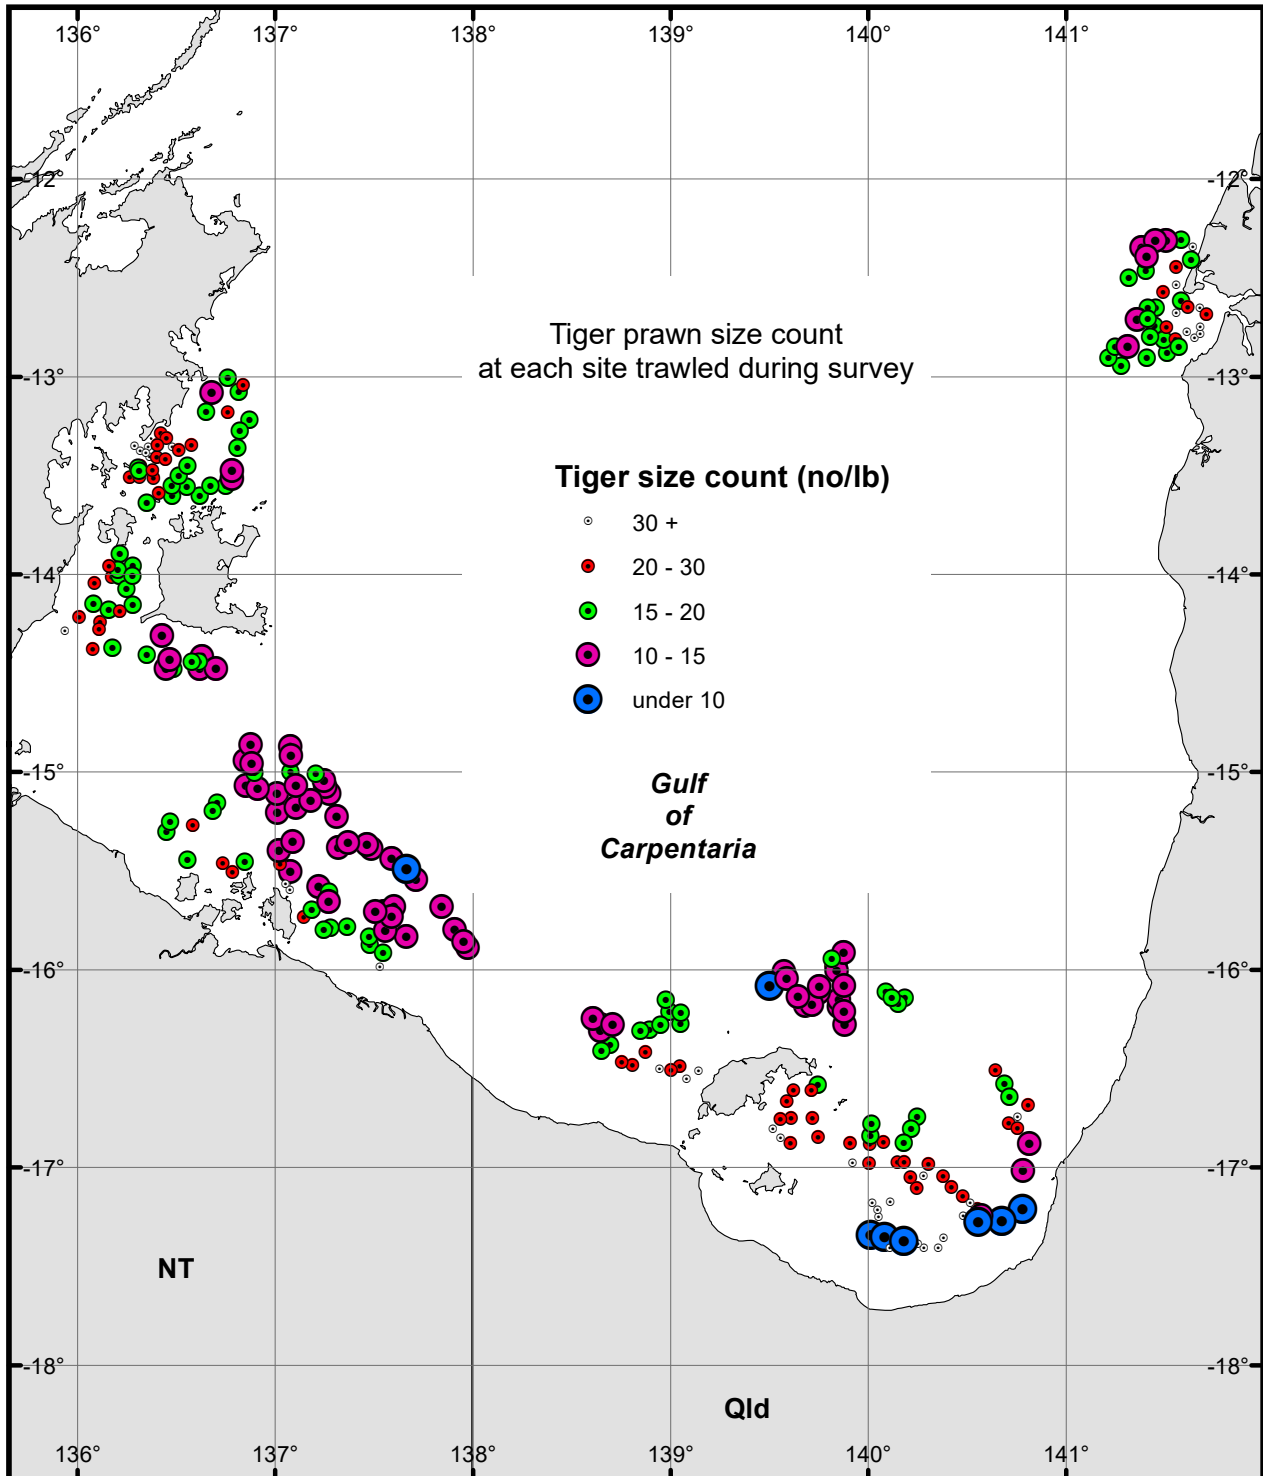 136° 137° 138° 139° 140° 141°
-12° -12°
Tiger prawn size count
at each site trawled during survey
-13° -13°
Tiger size count (no/lb)
30 +
20 - 30
-14° -14°
15 - 20
10 - 15
under 10
-15° -15°
Gulf
of
Carpentaria
-16° -16°
-17° -17°
NT
-18° -18°
Qld
136° 137° 138° 139° 140° 141°